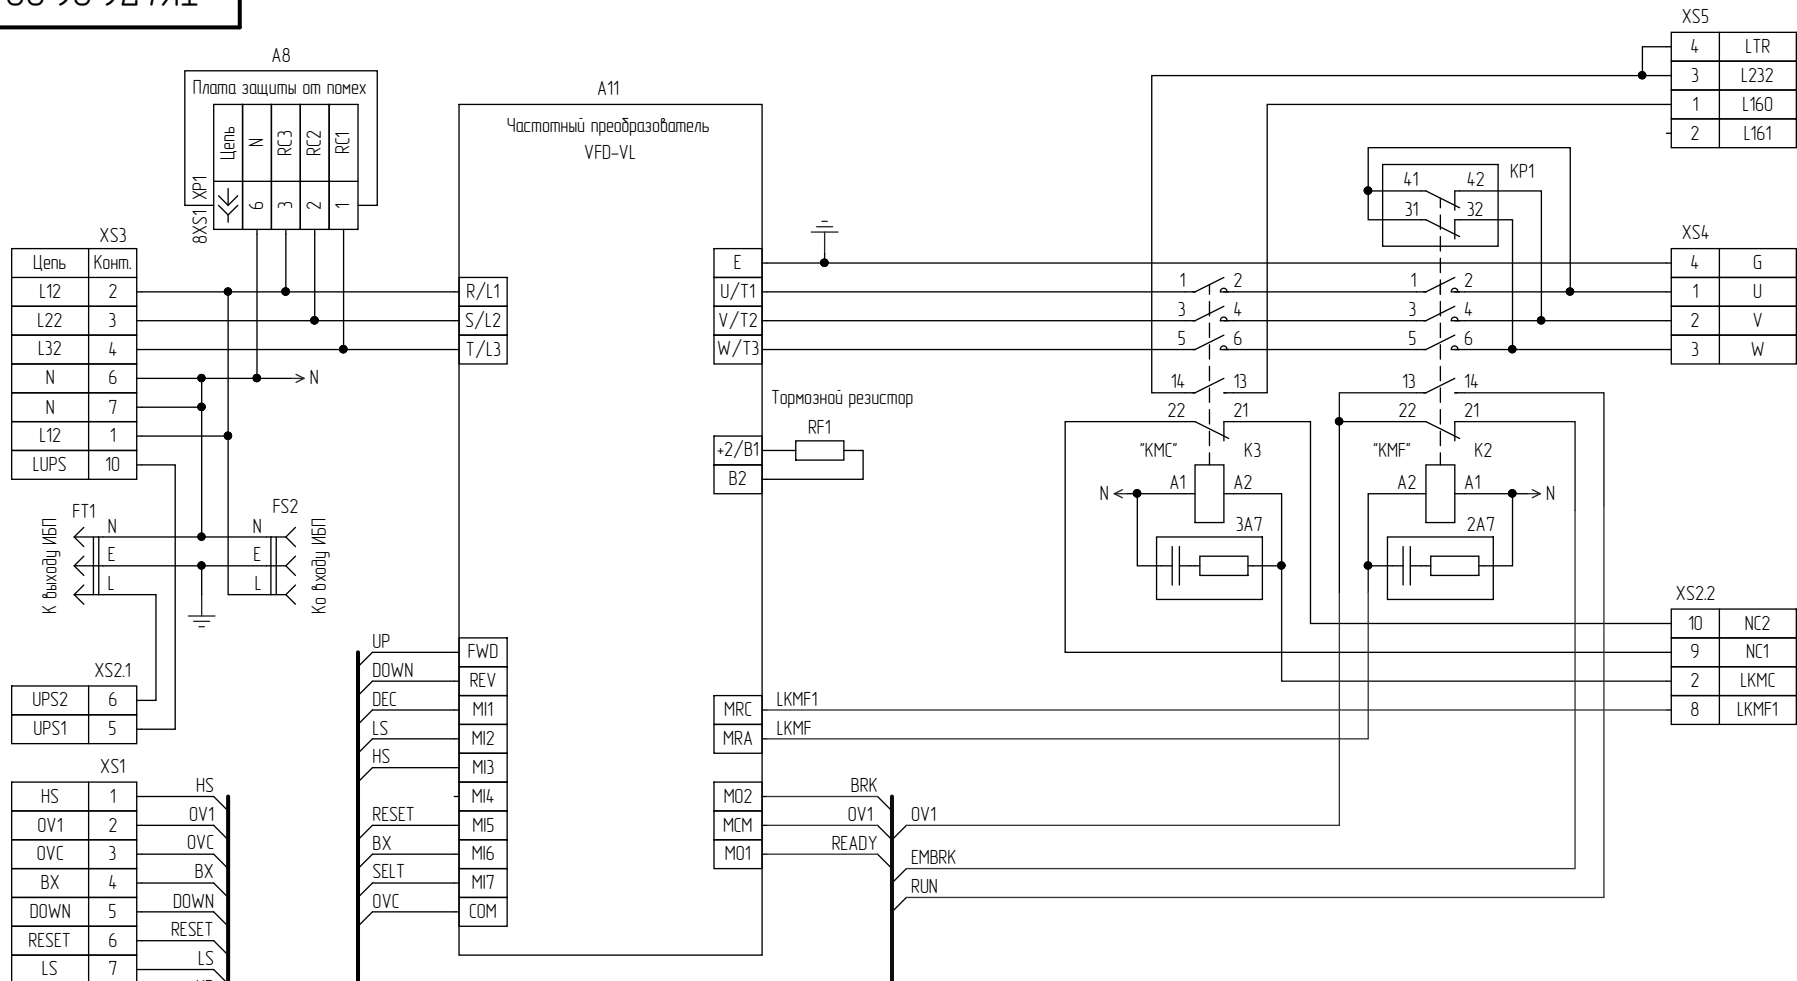 A8
Плата защиты от помех
Цепь N RC3 RC2 RC1
8XS1 XP1
6 3 2 1
A11
Частотный преобразователь
VFD-VL
XS5
4 LTR
3 L232
1 L160
2 L161
KP1
41 42
31 32
XS3
Цепь Конт.
L12 2
L22 3
L32 4
N 6
N 7
L12 1
LUPS 10
N
R/L1
S/L2
T/L3
E
U/T1
V/T2
W/T3
1 2
3 4
5 6
14 13
22 21
"KMC" K3
N A1 A2
3A7
1 2
3 4
5 6
13 14
22 21
"KMF" K2
A2 A1 N
2A7
XS4
4 G
1 U
2 V
3 W
Тормозной резистор
RF1
+2/B1
B2
FT1
К выходу ИБП
N
E
L
FS2
N
E
L
Ко входу ИБП
XS2.1
UPS2 6
UPS1 5
XS2.2
10 NC2
9 NC1
2 LKMC
8 LKMF1
UP FWD
DOWN REV
DEC MI1
LS MI2
HS MI3
MI4
RESET MI5
BX MI6
SELT MI7
OVC COM
MRC LKMF1
MRA LKMF
MO2 BRK
MCM OV1
MO1 READY
OV1
EMBRK
RUN
XS1
HS 1 HS
OV1 2 OV1
OVC 3 OVC
BX 4 BX
DOWN 5 DOWN
RESET 6 RESET
LS 7 LS